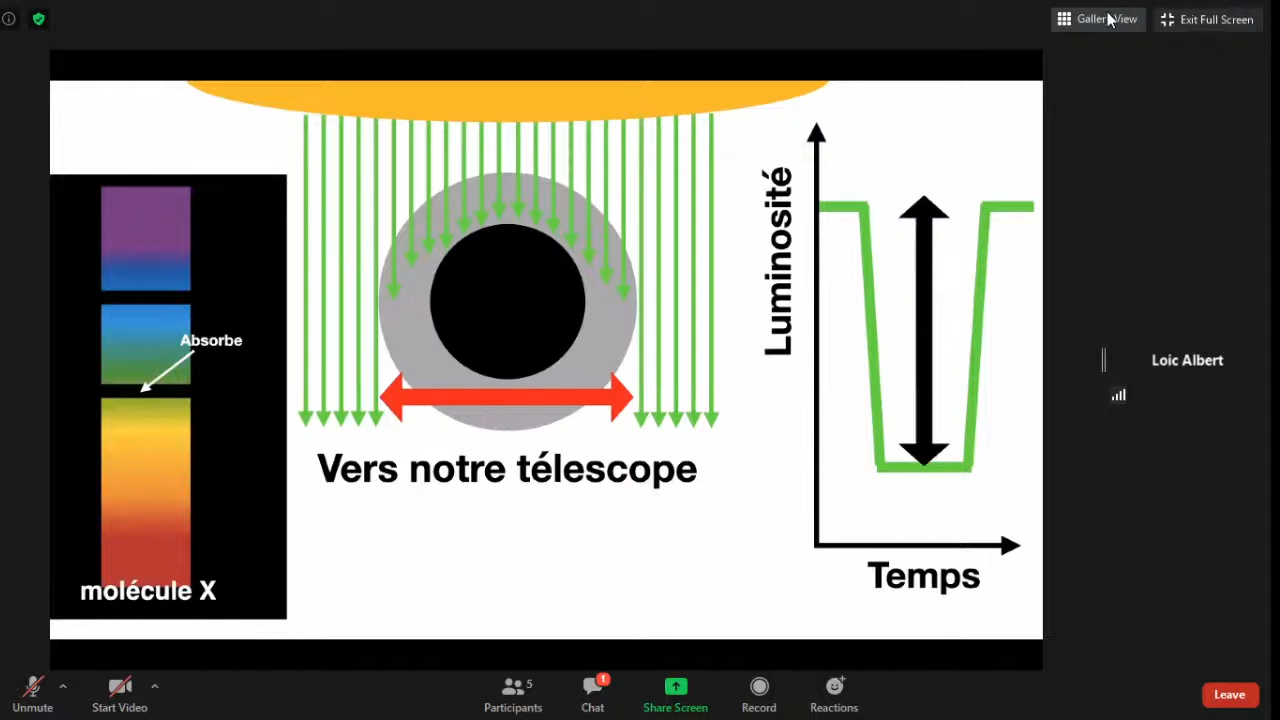 Gallery View
Exit Full Screen
Luminosité
Absorbe
Loic Albert
Vers notre télescope
molécule X
Temps
5
1
Unmute
Start Video
Participants
Chat
Share Screen
Record
Reactions
Leave